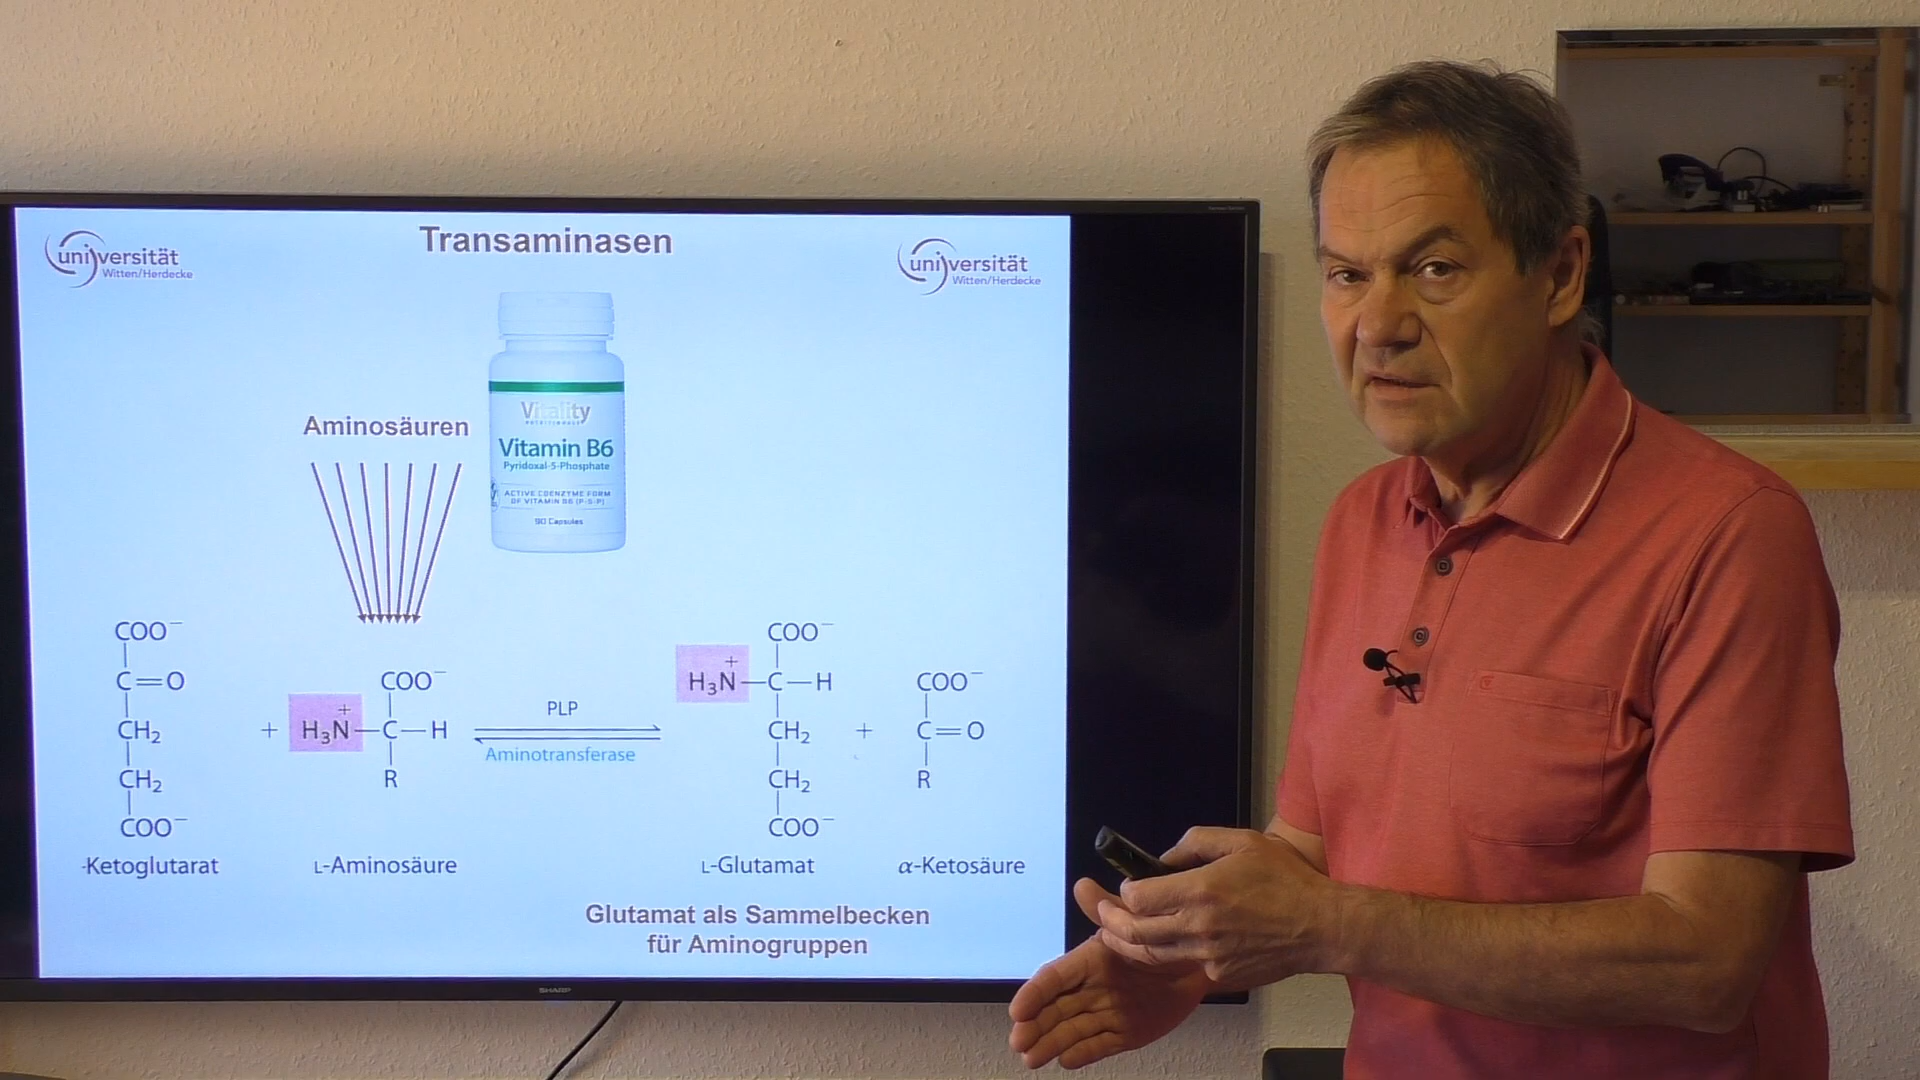 Transaminasen
universität
Witten/Herdecke
universität
Witten/Herdecke
Vitality
Vitamin B6
Pyridoxal-5-Phosphate
ACTIVE COENZYME FORM
OF VITAMIN B6 (P-5-P)
90 Capsules
Aminosäuren
COO⁻
C=O
CH₂
CH₂
COO⁻
+
COO⁻
H₃N⁺—C—H
R
PLP
Aminotransferase
COO⁻
H₃N⁺—C—H
CH₂
CH₂
COO⁻
+
COO⁻
C=O
R
-Ketoglutarat
L-Aminosäure
L-Glutamat
α-Ketosäure
Glutamat als Sammelbecken
für Aminogruppen
SHARP